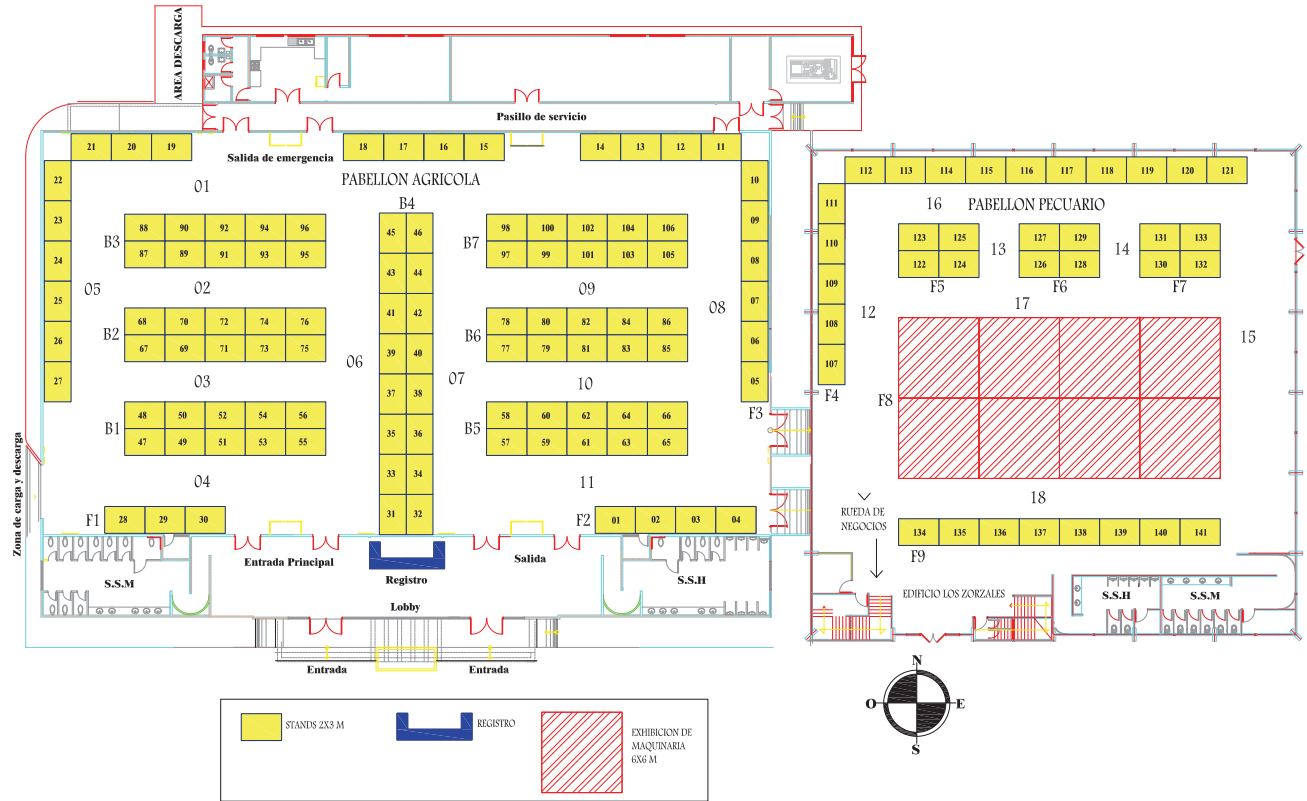 AREA DESCARGA
Pasillo de servicio
21 20 19
Salida de emergencia
18 17 16 15
14 13 12 11
PABELLON AGRICOLA
01
22
23
24
25
26
27
05
B3
88 90 92 94 96
87 89 91 93 95
02
B2
68 70 72 74 76
67 69 71 73 75
03
B1
48 50 52 54 56
47 49 51 53 55
04
F1
28 29 30
06
B4
45 46
43 44
41 42
39 40
37 38
35 36
33 34
31 32
07
B7
98 100 102 104 106
97 99 101 103 105
09
B6
78 80 82 84 86
77 79 81 83 85
10
B5
58 60 62 64 66
57 59 61 63 65
11
F2
01 02 03 04
08
10
09
08
07
06
05
F3
Zona de carga y descarga
S.S.M
Entrada Principal
Registro
Salida
S.S.H
Lobby
Entrada
Entrada
112 113 114 115 116 117 118 119 120 121
16
PABELLON PECUARIO
111
110
109
108
107
F4
12
123 125
122 124
F5
13
127 129
126 128
F6
14
131 133
130 132
F7
17
15
F8
18
RUEDA DE
NEGOCIOS
134 135 136 137 138 139 140 141
F9
EDIFICIO LOS ZORZALES
S.S.H
S.S.M
N
O
E
S
STANDS 2X3 M
REGISTRO
EXHIBICION DE
MAQUINARIA
6X6 M